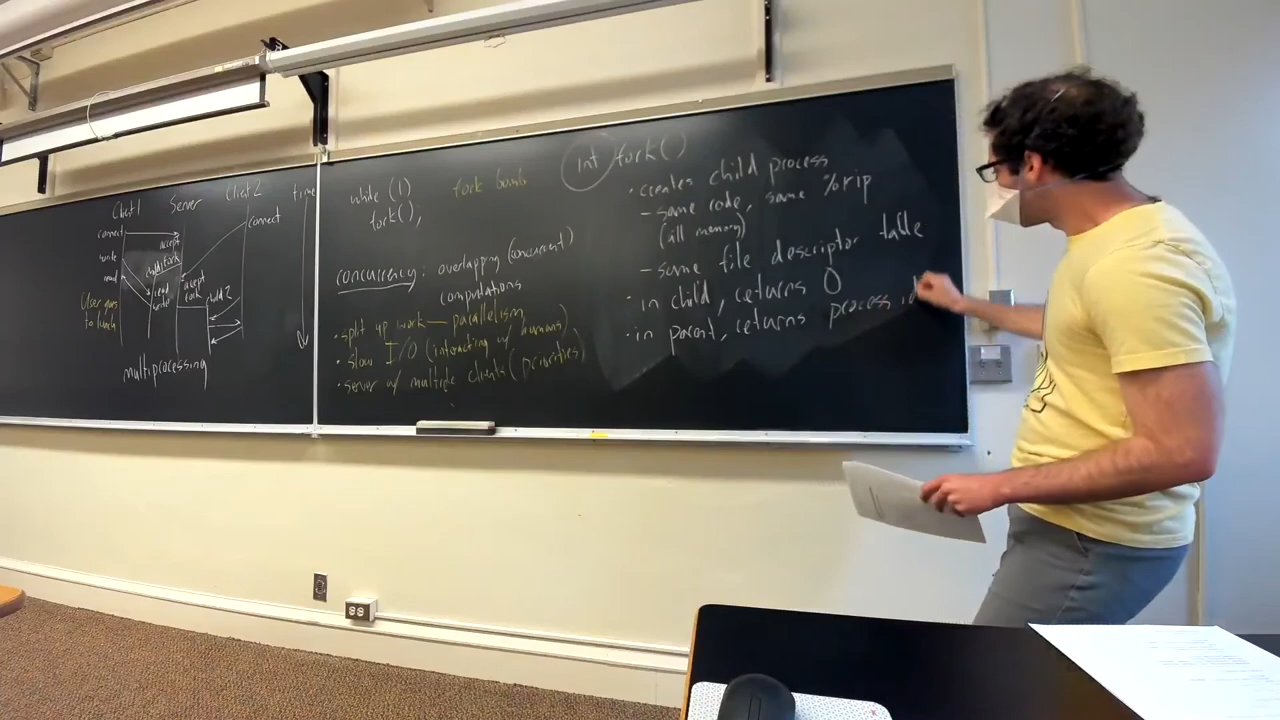 Client 1 Server Client 2 time
connect
connect
accept
write
child 1 fork
read
accept
fork
read
write
child 2
User goes
to lunch
multiprocessing
while (1)
fork();
fork bomb
concurrency: overlapping (concurrent)
computations
• split up work — parallelism
• slow I/O (interacting w/ humans)
• server w/ multiple clients (priorities)
int fork()
• creates child process
- same code, same %rip
(all memory)
- same file descriptor table
• in child, returns 0
• in parent, returns process id